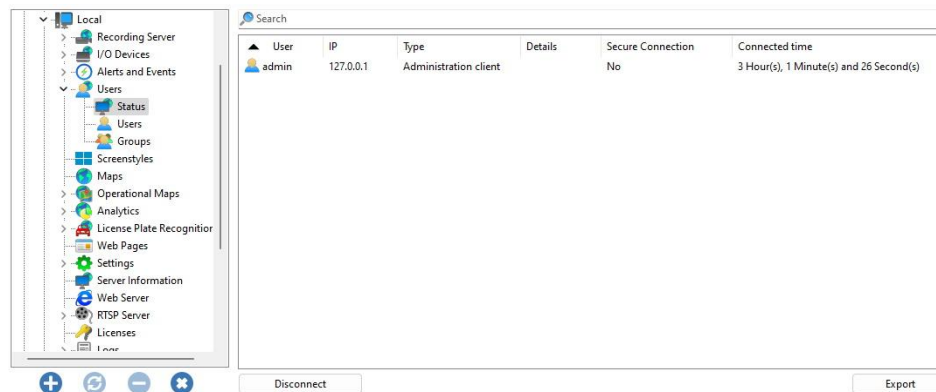 Local
Recording Server
I/O Devices
Alerts and Events
Users
Status
Users
Groups
Screenstyles
Maps
Operational Maps
Analytics
License Plate Recognition
Web Pages
Settings
Server Information
Web Server
RTSP Server
Licenses
Logs
Search
User IP Type Details Secure Connection Connected time
admin 127.0.0.1 Administration client No 3 Hour(s), 1 Minute(s) and 26 Second(s)
Disconnect Export